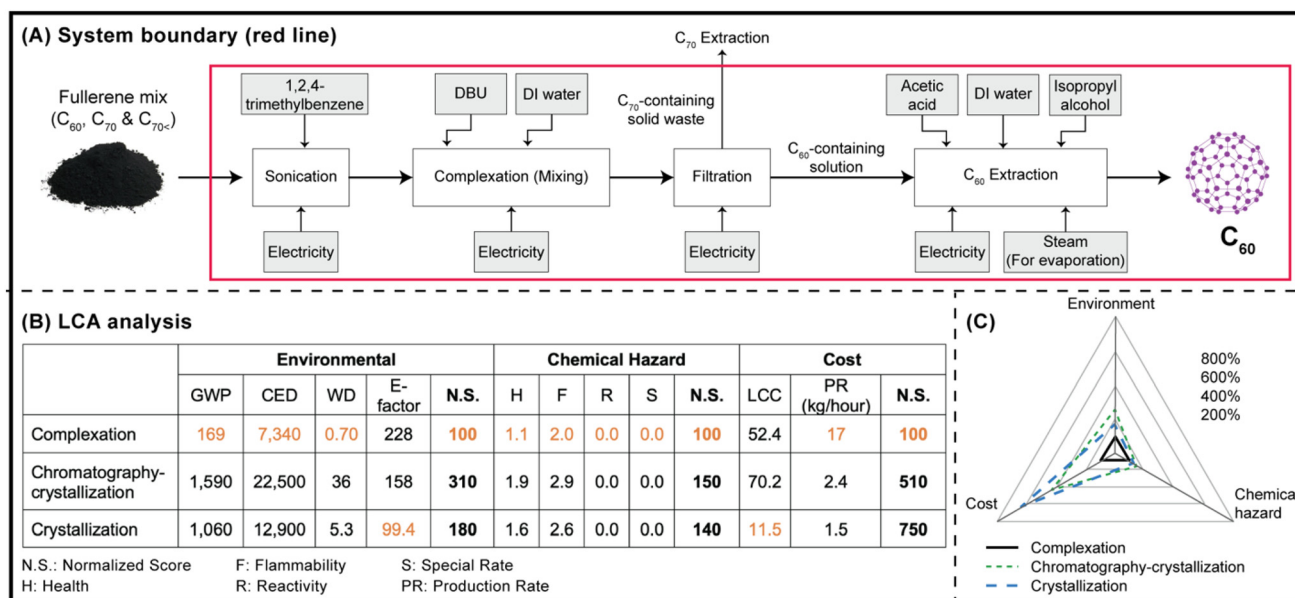 (A) System boundary (red line)
C70 Extraction
Fullerene mix
(C60, C70 & C70<)
1,2,4-
trimethylbenzene
DBU
DI water
C70-containing
solid waste
Acetic
acid
DI water
Isopropyl
alcohol
Sonication
Complexation (Mixing)
Filtration
C60-containing
solution
C60 Extraction
Electricity
Electricity
Electricity
Electricity
Steam
(For evaporation)
C60
(B) LCA analysis
Environmental Chemical Hazard Cost
GWP CED WD E-factor N.S. H F R S N.S. LCC PR (kg/hour) N.S.
Complexation 169 7,340 0.70 228 100 1.1 2.0 0.0 0.0 100 52.4 17 100
Chromatography-crystallization 1,590 22,500 36 158 310 1.9 2.9 0.0 0.0 150 70.2 2.4 510
Crystallization 1,060 12,900 5.3 99.4 180 1.6 2.6 0.0 0.0 140 11.5 1.5 750
N.S.: Normalized Score F: Flammability S: Special Rate
H: Health R: Reactivity PR: Production Rate
(C)
Environment
800%
600%
400%
200%
Cost
Chemical
hazard
Complexation
Chromatography-crystallization
Crystallization